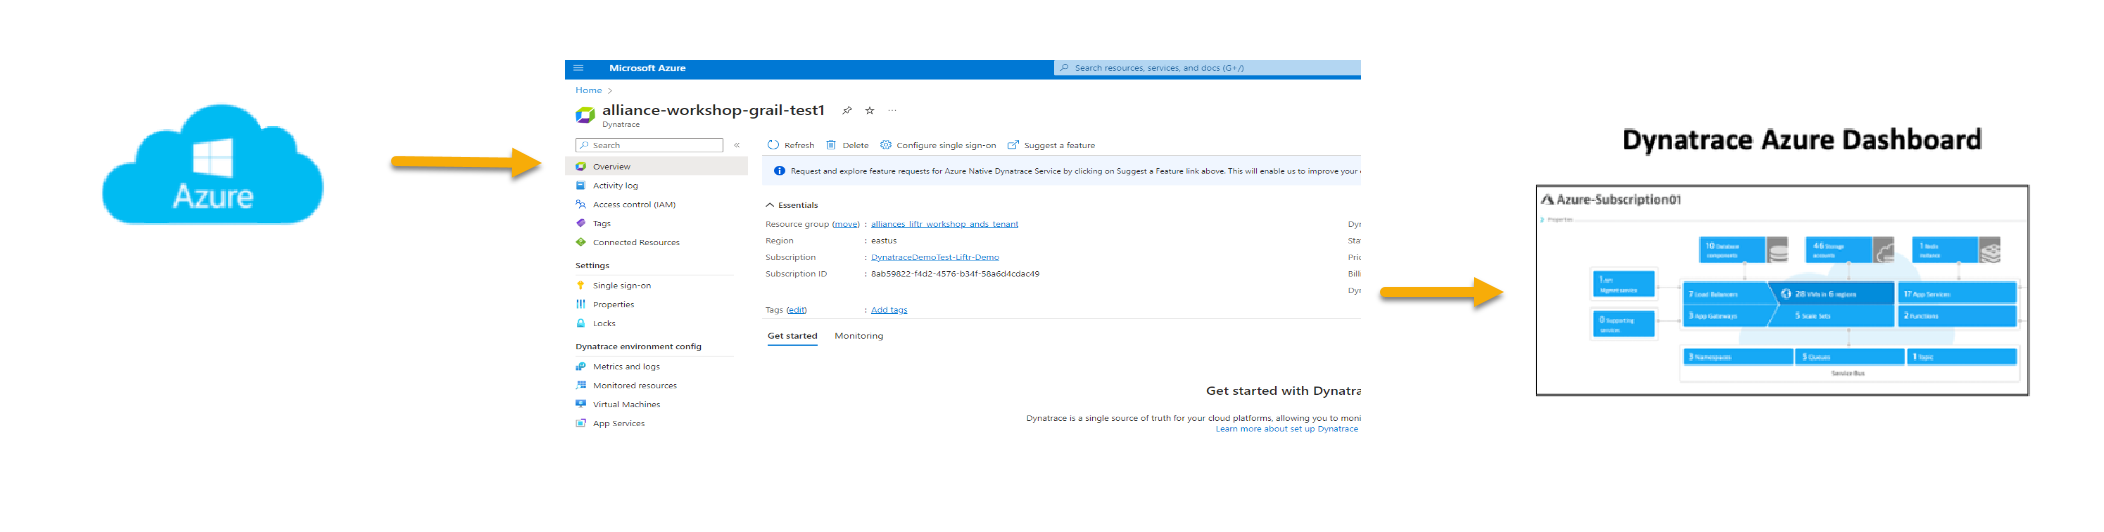 Azure
Microsoft Azure
Search resources, services, and docs (G+/)
Home >
alliance-workshop-grail-test1 ...
Dynatrace
Search «
Refresh Delete Configure single sign-on Suggest a feature
Overview
Request and explore feature requests for Azure Native Dynatrace Service by clicking on Suggest a Feature link above. This will enable us to improve your
Activity log
Access control (IAM)
Tags
Connected Resources
Settings
Single sign-on
Properties
Locks
Dynatrace environment config
Metrics and logs
Monitored resources
Virtual Machines
App Services
Essentials
Resource group (move) : alliances_liftr_workshop_ands_tenant
Region : eastus
Subscription : DynatraceDemoTest-Liftr-Demo
Subscription ID : 8ab59822-f4d2-4576-b34f-58a6d4cdac49
Tags (edit) : Add tags
Dyr
Sta
Pric
Bill
Dyr
Get started Monitoring
Get started with Dynatra
Dynatrace is a single source of truth for your cloud platforms, allowing you to moni
Learn more about set up Dynatrace
Dynatrace Azure Dashboard
Azure-Subscription01
Properties
10 Database
components
46 Storage
accounts
1 Redis
instance
1 API
Mgmnt service
7 Load Balancers
28 VMs in 6 regions
17 App Services
0 Supporting
services
3 App Gateways
5 Scale Sets
2 Functions
3 Namespaces
5 Queues
1 Topic
Service Bus